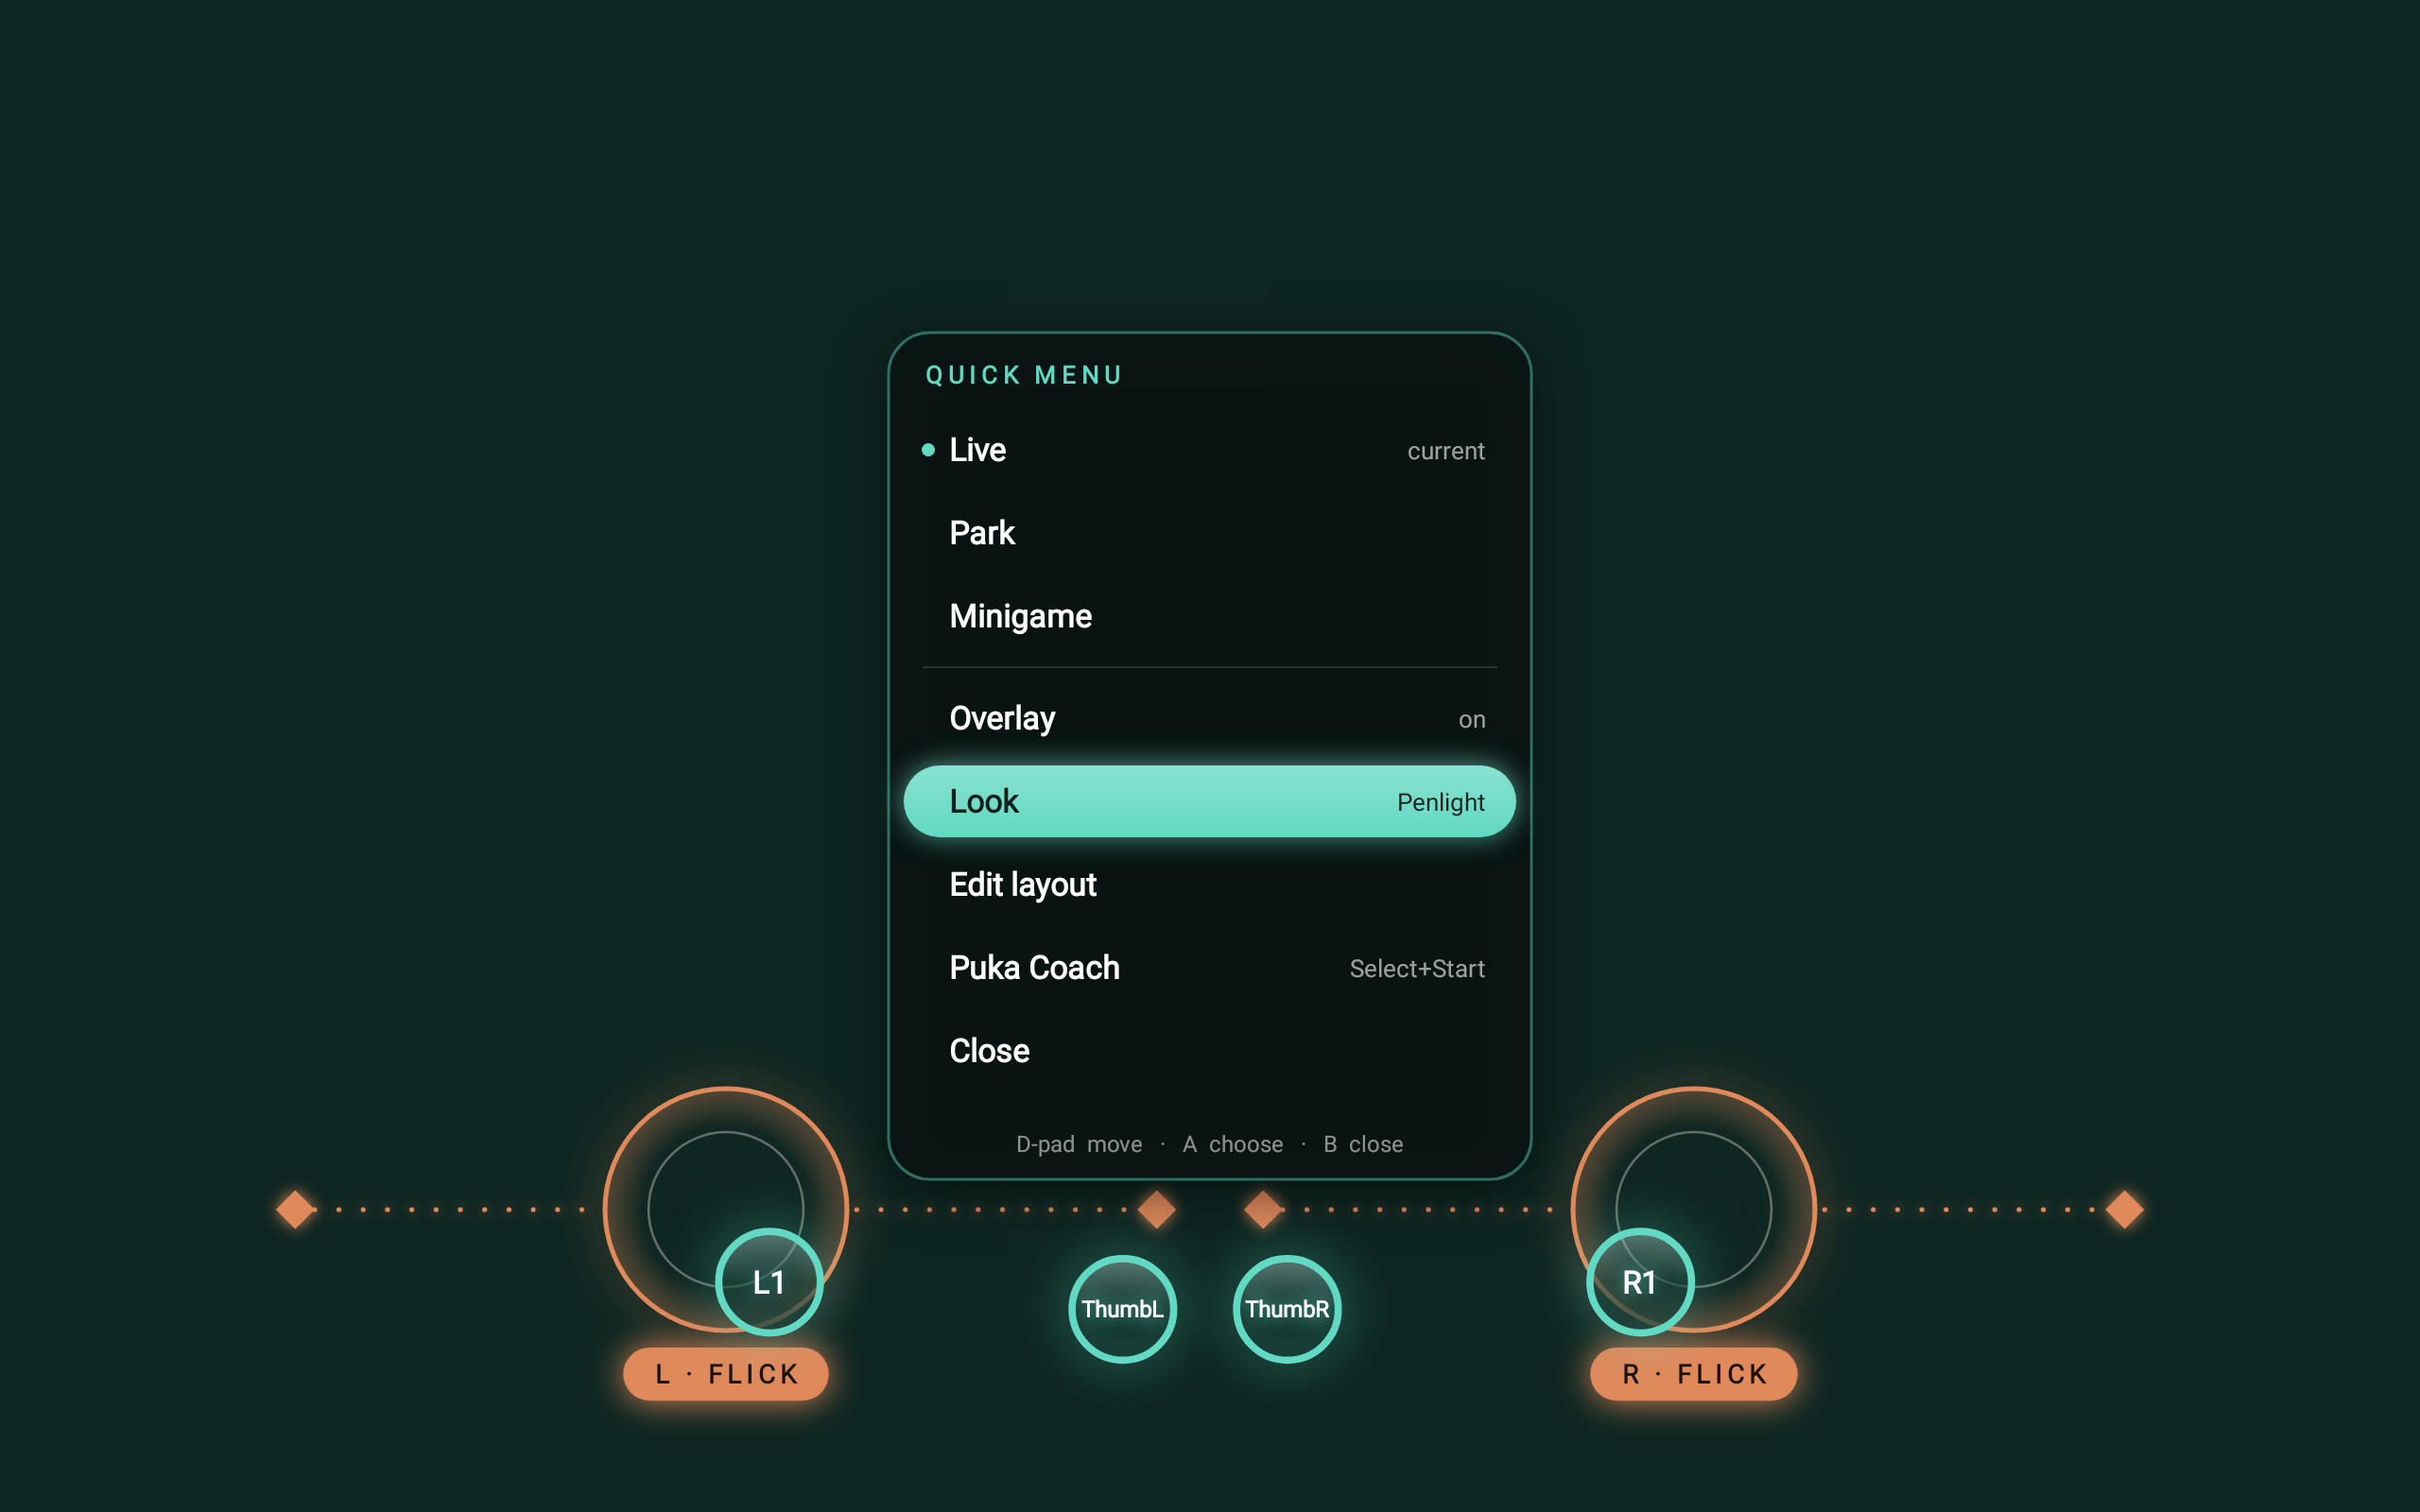 QUICK MENU
Live current
Park
Minigame
Overlay on
Look Penlight
Edit layout
Puka Coach Select+Start
Close
D-pad move · A choose · B close
L1
ThumbL
ThumbR
R1
L · FLICK
R · FLICK